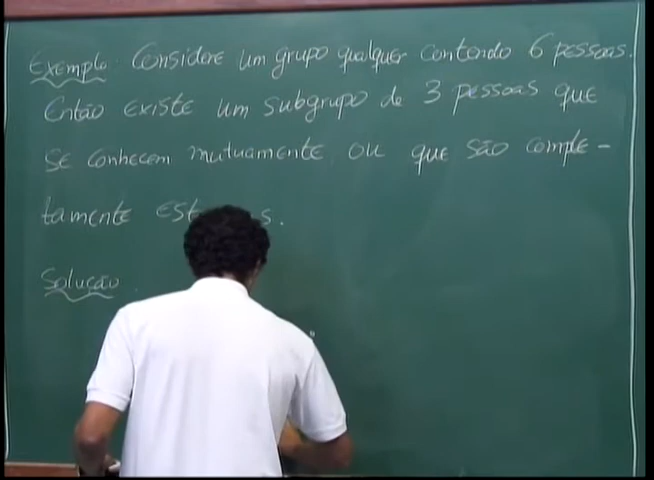 Exemplo: Considere um grupo qualquer contendo 6 pessoas.
Então existe um subgrupo de 3 pessoas que
se conhecem mutuamente ou que são comple-
tamente
Solução